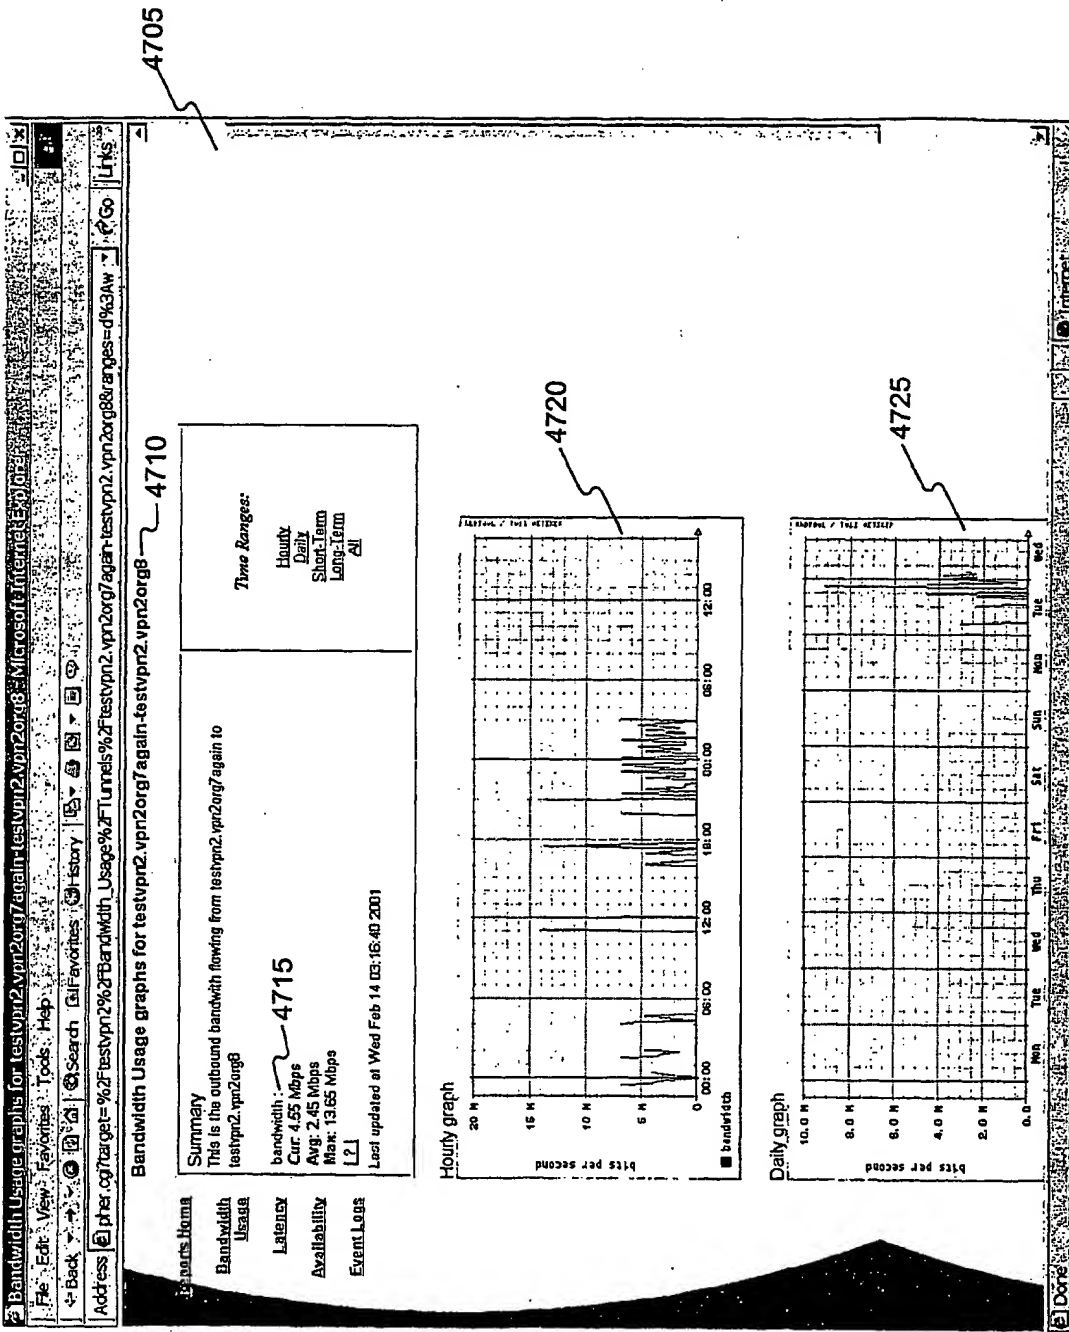 Bandwidth Usage graphs for testvpn2.vpn2org7again-testvpn2.vpn2org8 - Microsoft Internet Explorer
File Edit View Favorites Tools Help
Back Search Favorites History
Address pher.cgi?target=%2Ftestvpn2%2FBandwidth_Usage%2FTunnels%2Ftestvpn2.vpn2org7again-testvpn2.vpn2org8&ranges=d%3Aw Go Links
4705
Bandwidth Usage graphs for testvpn2.vpn2org7again-testvpn2.vpn2org8
4710
Reports Home
Bandwidth
Usage
Latency
Availability
Event Logs
Summary
This is the outbound bandwith flowing from testvpn2.vpn2org7again to
testvpn2.vpn2org8
bandwidth:
4715
Cur: 4.55 Mbps
Avg: 2.45 Mbps
Max: 13.65 Mbps
[?]
Last updated at Wed Feb 14 03:16:40 2001
Time Ranges:
Hourly
Daily
Short-Term
Long-Term
All
Hourly graph
4720
bits per second
20 M
15 M
10 M
5 M
0
00:00 06:00 12:00 18:00 00:00 06:00 12:00
bandwidth
Daily graph
4725
bits per second
10.0 M
8.0 M
6.0 M
4.0 M
2.0 M
0.0
Mon Tue Wed Thu Fri Sat Sun Mon Tue Wed
Done
Internet